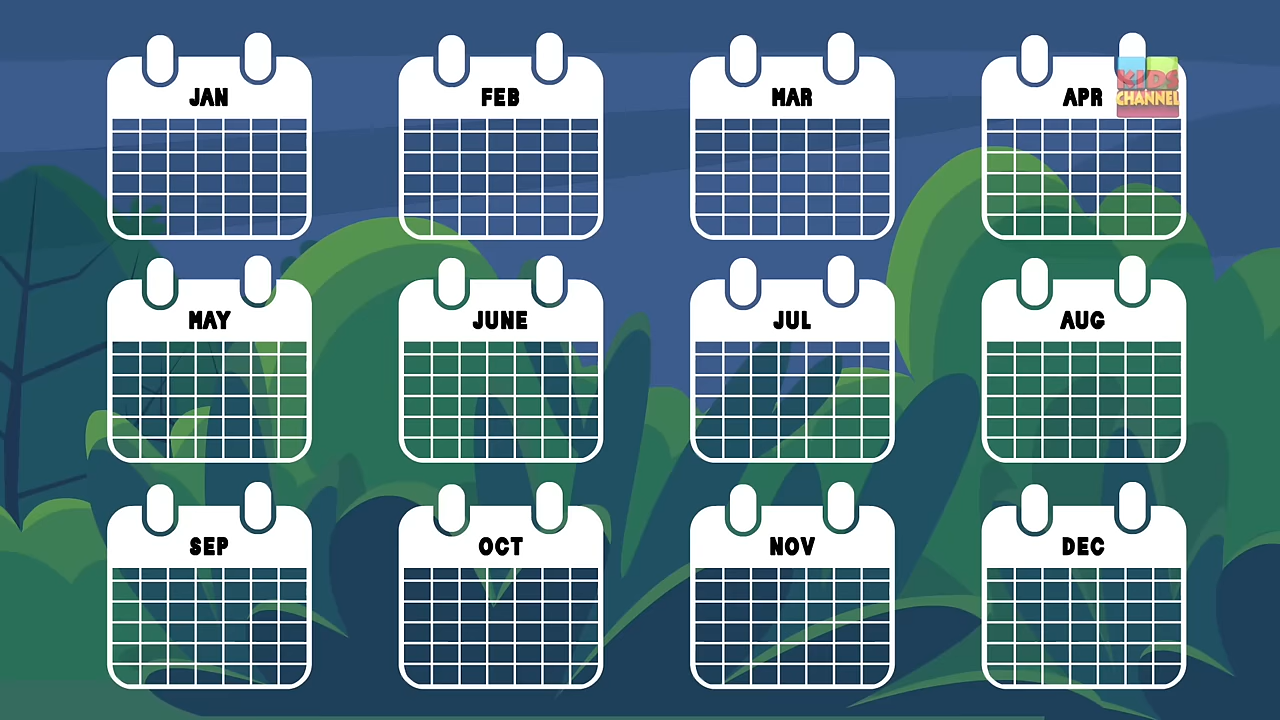 JAN
FEB
MAR
APR
KIDS
CHANNEL
MAY
JUNE
JUL
AUG
SEP
OCT
NOV
DEC